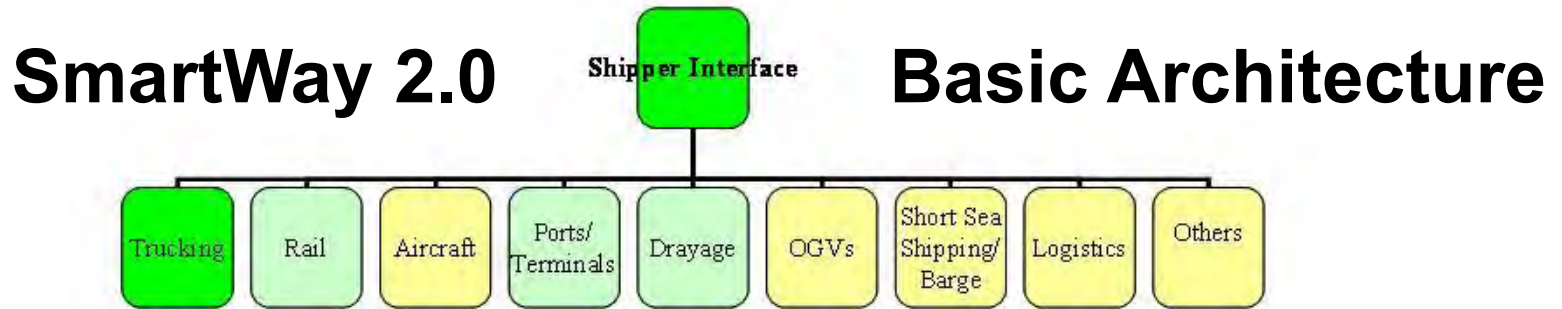 SmartWay 2.0
Shipper Interface
Basic Architecture
Trucking
Rail
Aircraft
Ports/
Terminals
Drayage
OGVs
Short Sea
Shipping/
Barge
Logistics
Others